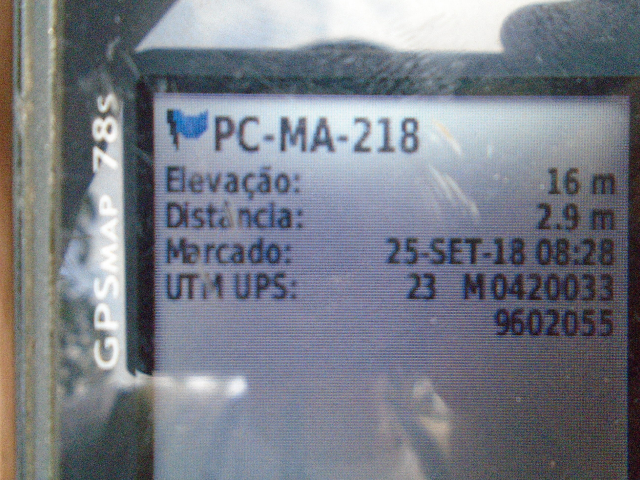 GPSMAP 78s
PC-MA-218
Elevação: 16 m
Distância: 2.9 m
Marcado: 25-SET-18 08:28
UTM UPS: 23 M 0420033
9602055